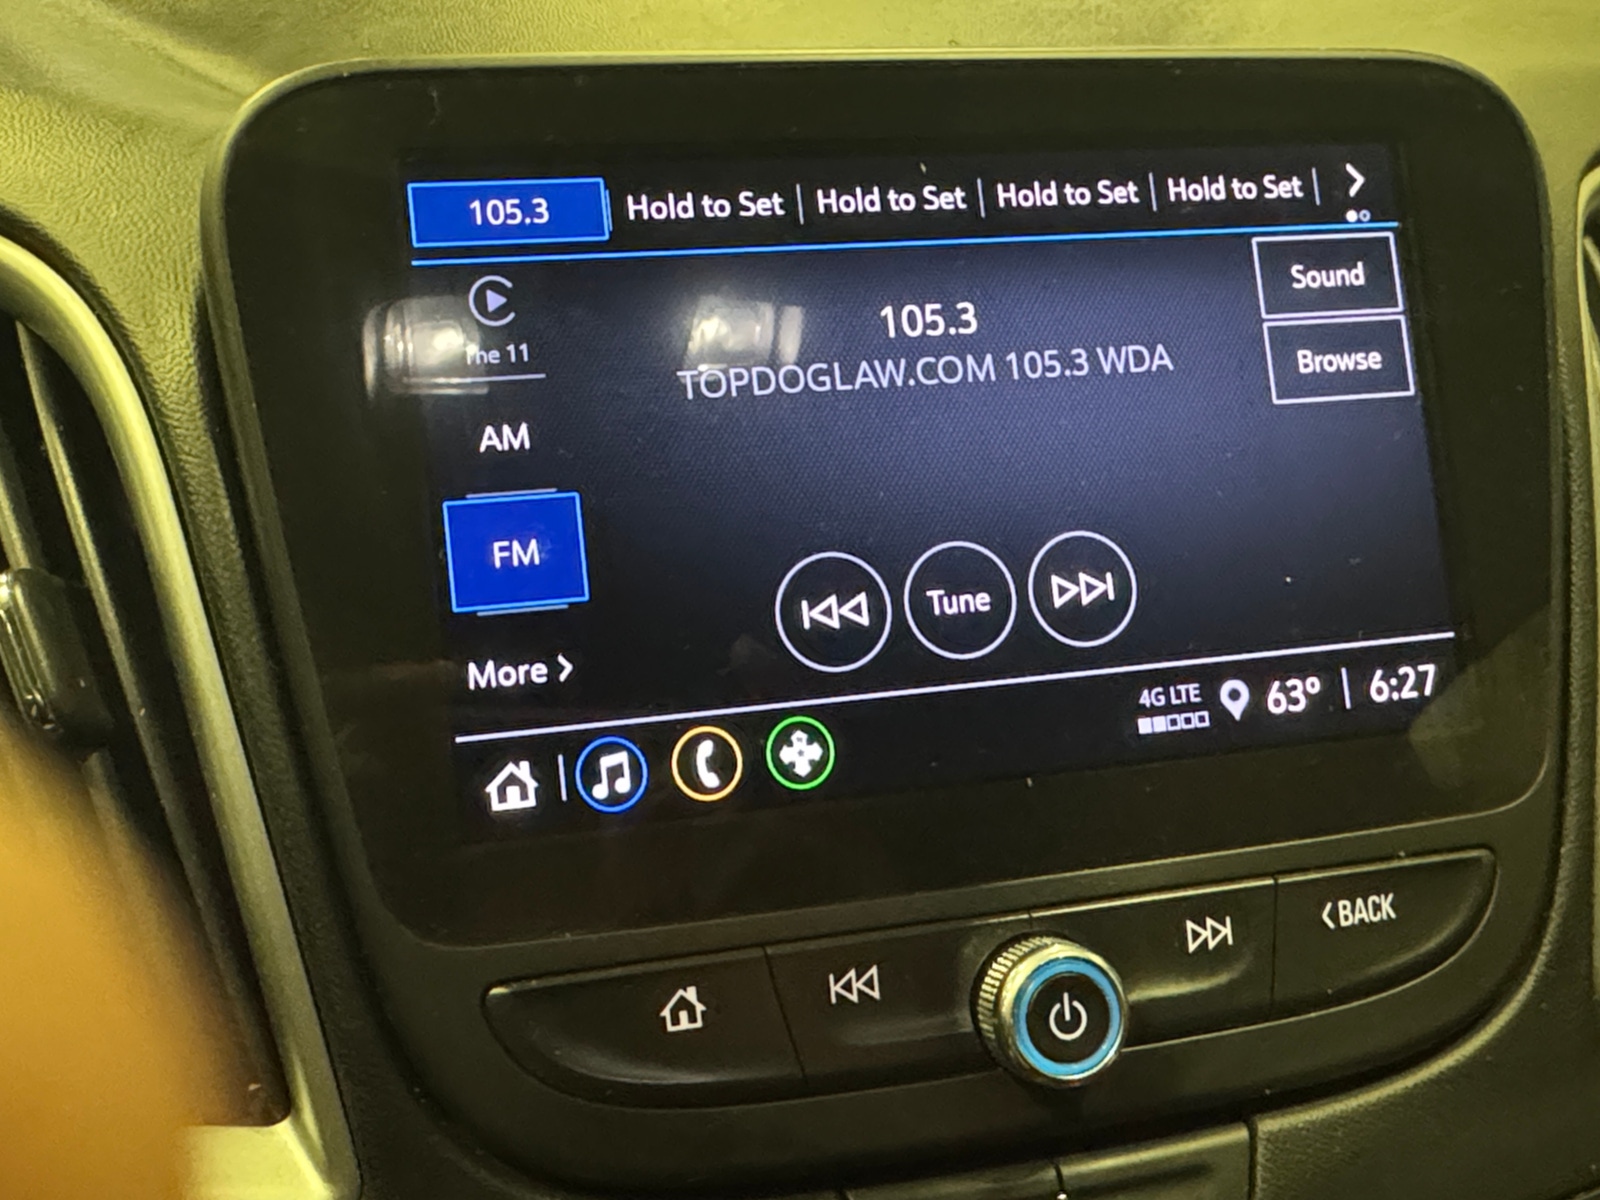 105.3 Hold to Set Hold to Set Hold to Set Hold to Set
Sound
105.3
TOPDOGLAW.COM 105.3 WDA
Browse
11
AM
FM
Tune
More
4G LTE 63° 6:27
BACK